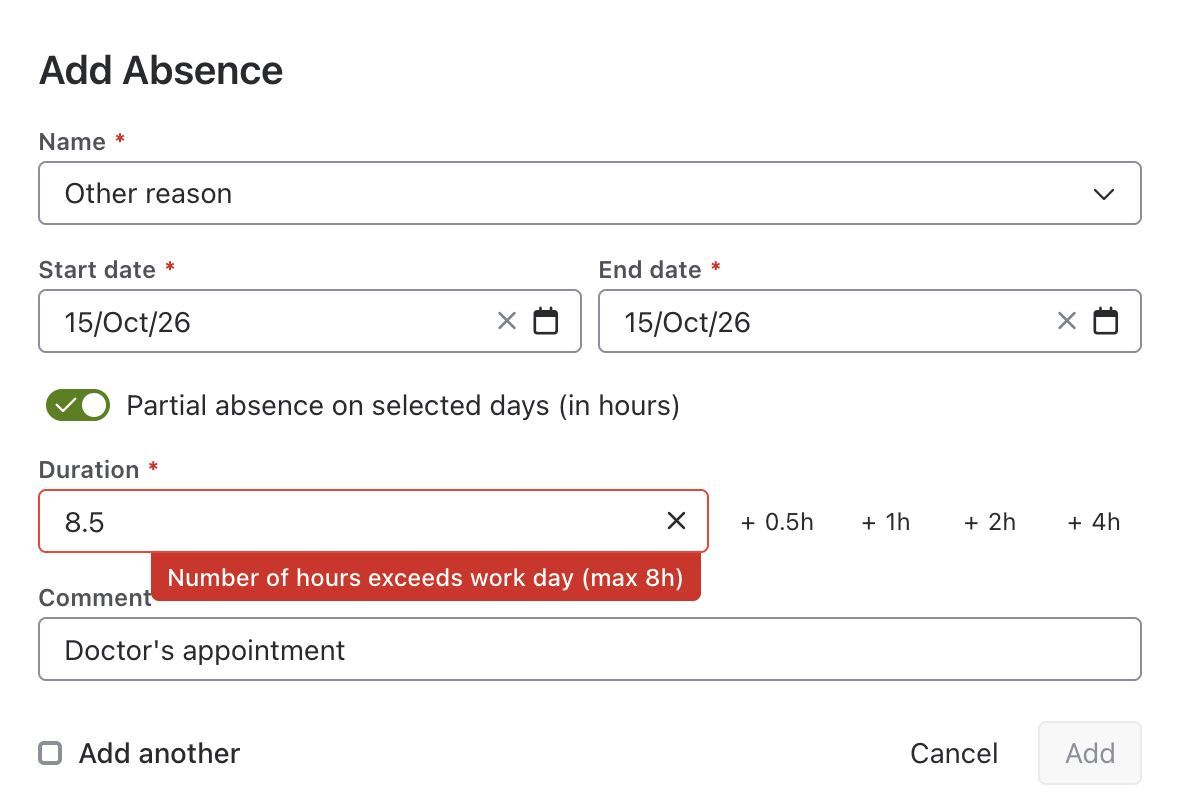 Add Absence
Name *
Other reason
Start date * End date *
15/Oct/26 15/Oct/26
Partial absence on selected days (in hours)
Duration *
8.5 + 0.5h + 1h + 2h + 4h
Number of hours exceeds work day (max 8h)
Comment
Doctor's appointment
Add another Cancel Add